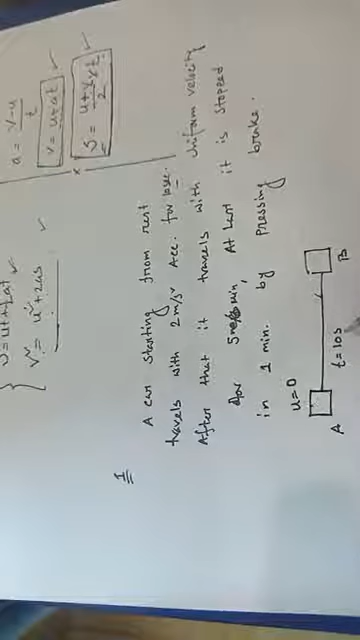 S = ut + ½at²
v² = u² + 2as
a = v-u/t
v = u+at
S = u+v/2 × t
1
A car starting from rest
travels with 2 m/s² Acc. for 10sec.
After that it travels with Uniform velocity
for 5 min, At last it is stopped
in 1 min. by pressing brake.
u=0
A B
t=10s